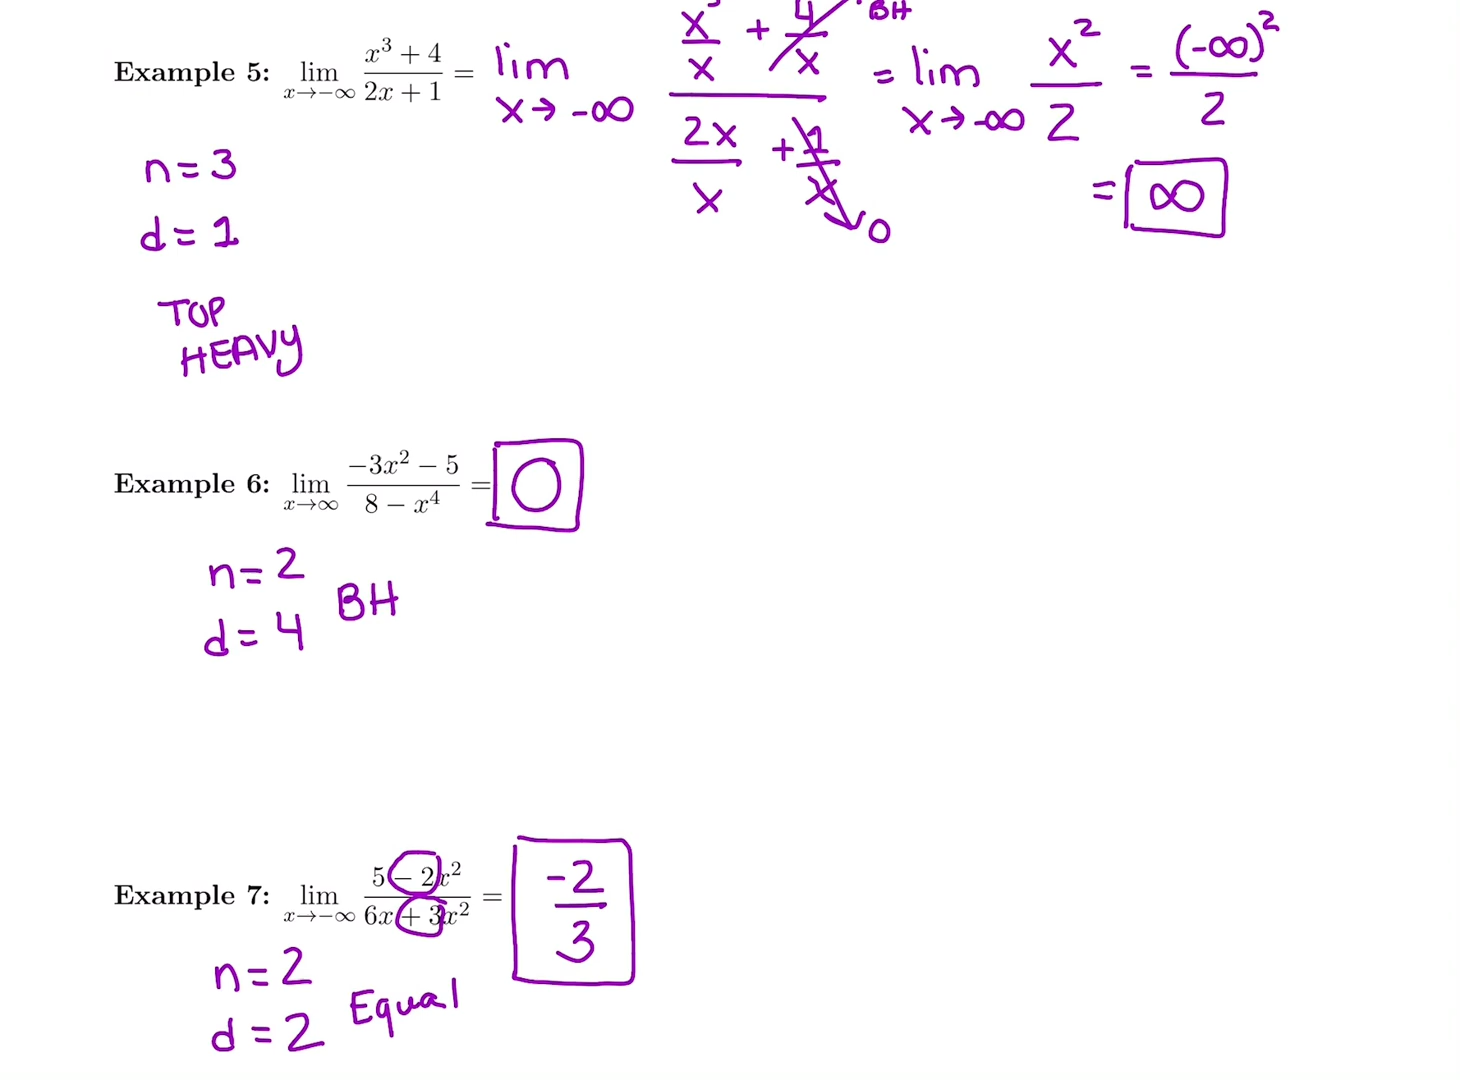 Example 5: lim x→−∞ (x³ + 4)/(2x + 1) = lim x→-∞ (x³/x + 4/x)/(2x/x + 1/x) = lim x→-∞ x²/2 = (-∞)²/2
BH
0
= ∞
n=3
d=1
TOP
HEAVY
Example 6: lim x→∞ (−3x² − 5)/(8 − x⁴) = 0
n=2
d=4
BH
Example 7: lim x→−∞ (5 − 2x²)/(6x + 3x²) = -2/3
n=2
d=2
Equal